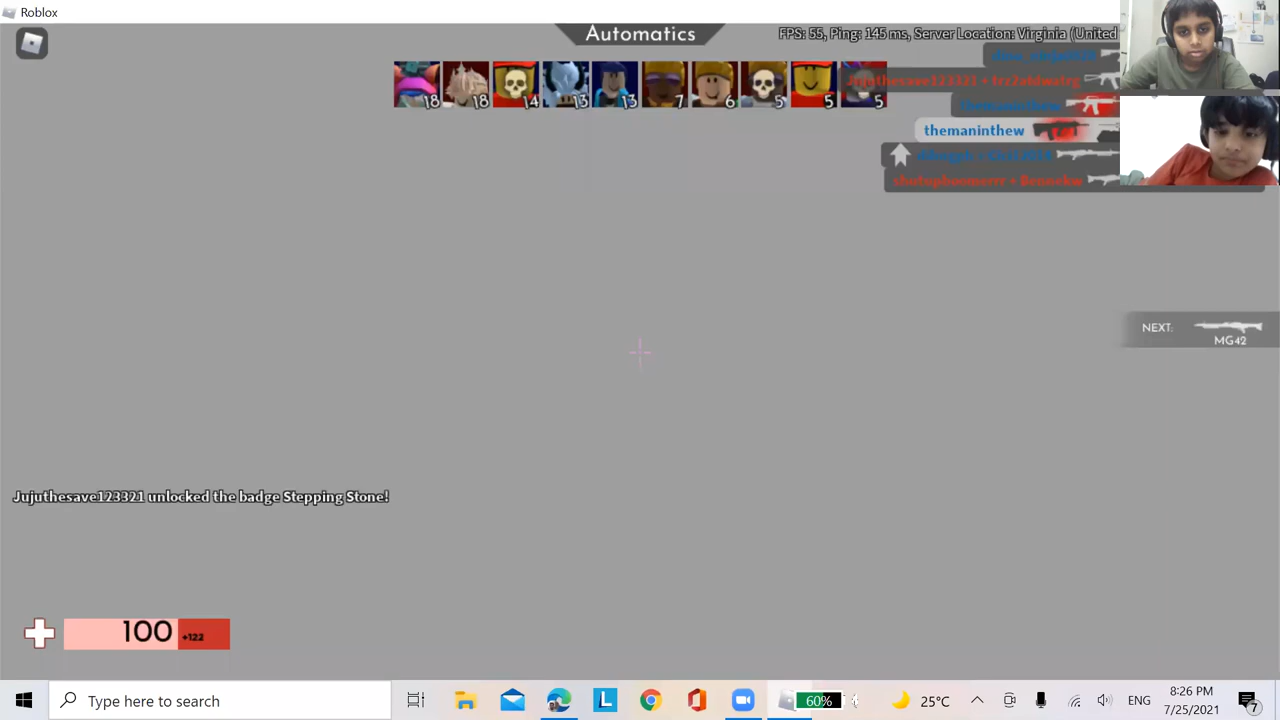 Roblox
Automatics
FPS: 55, Ping: 145 ms, Server Location: Virginia (United
18 18 14 13 13 7 6 5 5 5
Jujuthesave123321
themaninthew
themaninthew
NEXT:
MG42
Jujuthesave123321 unlocked the badge Stepping Stone!
100 +122
Type here to search
L
60%
25°C
ENG
8:26 PM
7/25/2021
7